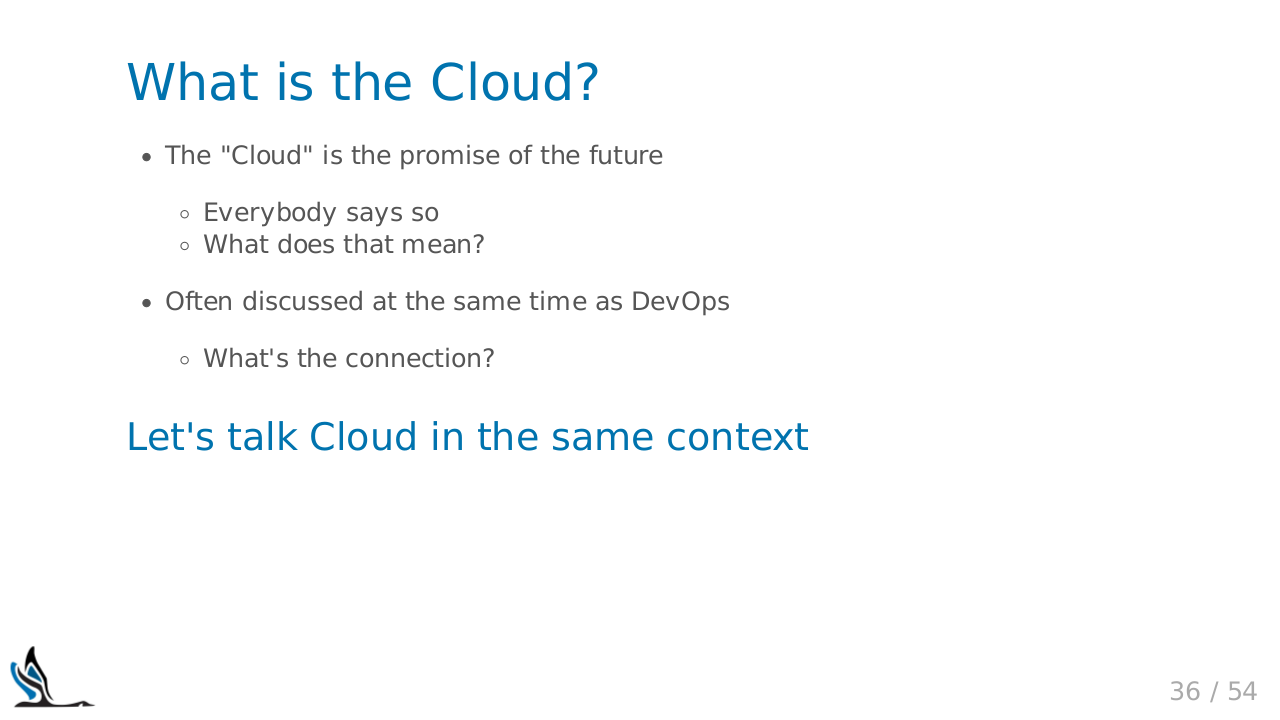 What is the Cloud?
The "Cloud" is the promise of the future
Everybody says so
What does that mean?
Often discussed at the same time as DevOps
What's the connection?
Let's talk Cloud in the same context
36 / 54